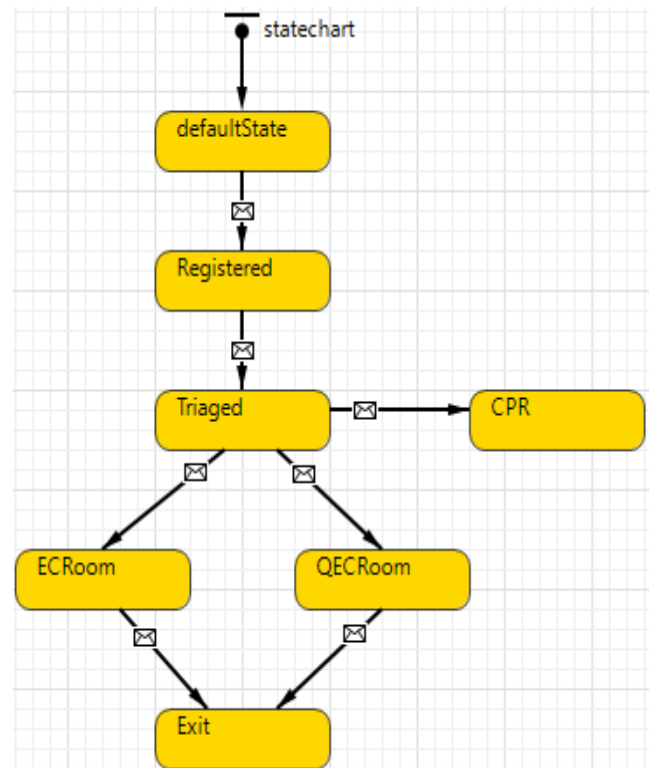 statechart
defaultState
Registered
Triaged
CPR
ECRoom
QECRoom
Exit